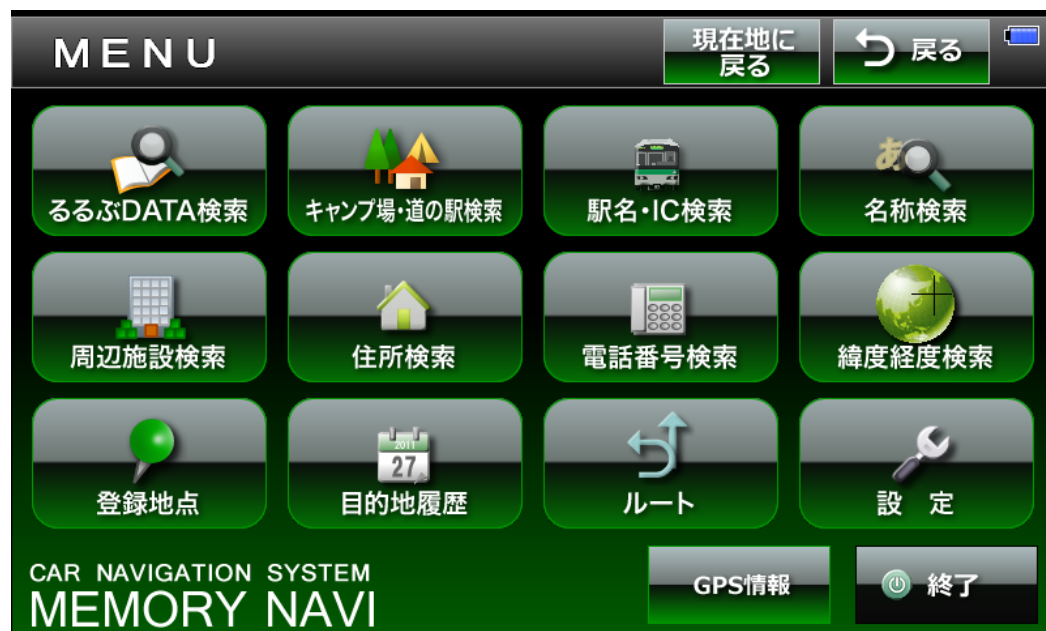 MENU
現在地に
戻る
戻る
るるぶDATA検索
キャンプ場・道の駅検索
駅名・IC検索
あ
名称検索
周辺施設検索
住所検索
電話番号検索
緯度経度検索
登録地点
2011
27
目的地履歴
ルート
設 定
CAR NAVIGATION SYSTEM
MEMORY NAVI
GPS情報
終了